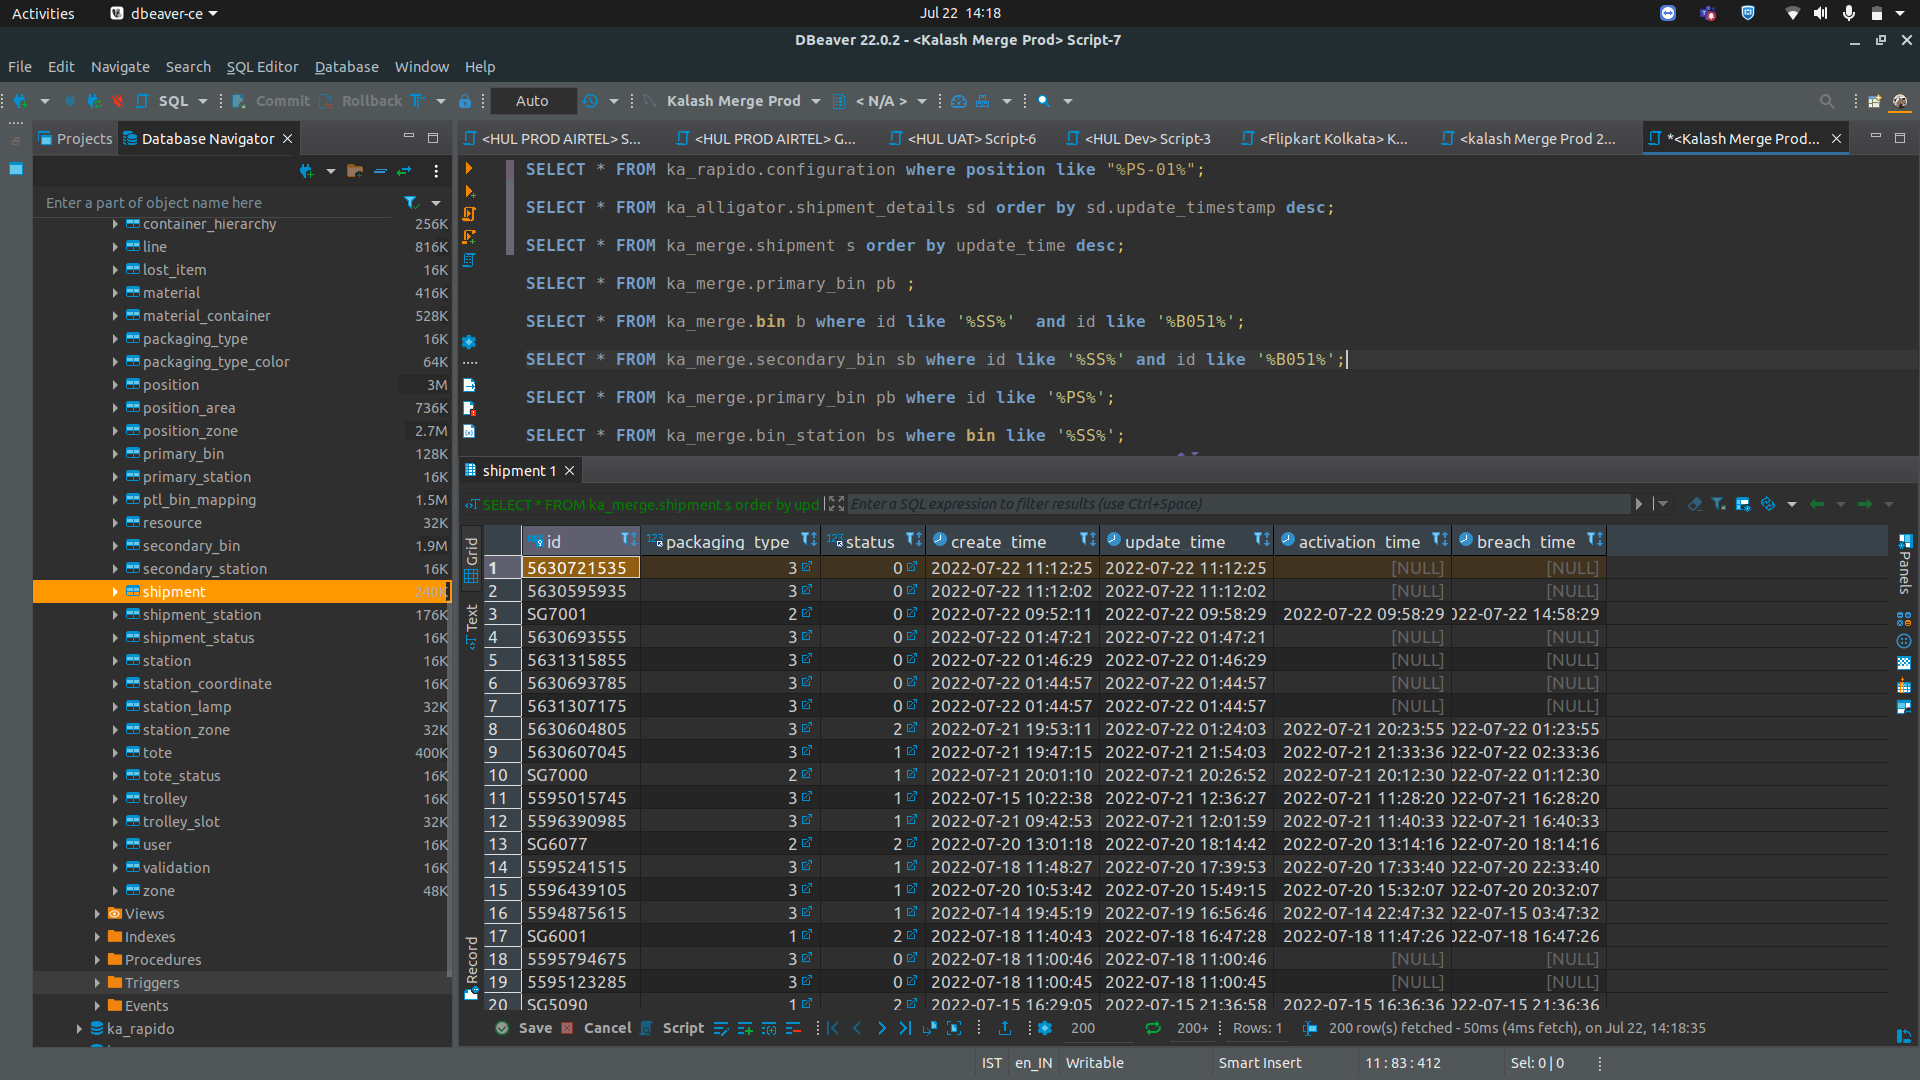 Activities
dbeaver-ce
Jul 22 14:18
DBeaver 22.0.2 - <Kalash Merge Prod> Script-7
File Edit Navigate Search SQL Editor Database Window Help
SQL Commit Rollback Auto Kalash Merge Prod < N/A >
Projects Database Navigator
Enter a part of object name here
container_hierarchy 256K
line 816K
lost_item 16K
material 416K
material_container 528K
packaging_type 16K
packaging_type_color 64K
position 3M
position_area 736K
position_zone 2.7M
primary_bin 128K
primary_station 16K
ptl_bin_mapping 1.5M
resource 32K
secondary_bin 1.9M
secondary_station 16K
shipment 240K
shipment_station 176K
shipment_status 16K
station 16K
station_coordinate 16K
station_lamp 32K
station_zone 32K
tote 400K
tote_status 16K
trolley 16K
trolley_slot 32K
user 16K
validation 16K
zone 48K
Views
Indexes
Procedures
Triggers
Events
ka_rapido
<HUL PROD AIRTEL> S... <HUL PROD AIRTEL> G... <HUL UAT> Script-6 <HUL Dev> Script-3 <Flipkart Kolkata> K... <kalash Merge Prod 2... *<Kalash Merge Prod...
SELECT * FROM ka_rapido.configuration where position like "%PS-01%";
SELECT * FROM ka_alligator.shipment_details sd order by sd.update_timestamp desc;
SELECT * FROM ka_merge.shipment s order by update_time desc;
SELECT * FROM ka_merge.primary_bin pb ;
SELECT * FROM ka_merge.bin b where id like '%SS%'  and id like '%B051%';
SELECT * FROM ka_merge.secondary_bin sb where id like '%SS%' and id like '%B051%';
SELECT * FROM ka_merge.primary_bin pb where id like '%PS%';
SELECT * FROM ka_merge.bin_station bs where bin like '%SS%';
shipment 1
SELECT * FROM ka_merge.shipment s order by upd
Enter a SQL expression to filter results (use Ctrl+Space)
Grid
Text
Record
Panels
id packaging_type status create_time update_time activation_time breach_time
1 5630721535 3 0 2022-07-22 11:12:25 2022-07-22 11:12:25 [NULL] [NULL]
2 5630595935 3 0 2022-07-22 11:12:02 2022-07-22 11:12:02 [NULL] [NULL]
3 SG7001 2 0 2022-07-22 09:52:11 2022-07-22 09:58:29 2022-07-22 09:58:29 022-07-22 14:58:29
4 5630693555 3 0 2022-07-22 01:47:21 2022-07-22 01:47:21 [NULL] [NULL]
5 5631315855 3 0 2022-07-22 01:46:29 2022-07-22 01:46:29 [NULL] [NULL]
6 5630693785 3 0 2022-07-22 01:44:57 2022-07-22 01:44:57 [NULL] [NULL]
7 5631307175 3 0 2022-07-22 01:44:57 2022-07-22 01:44:57 [NULL] [NULL]
8 5630604805 3 2 2022-07-21 19:53:11 2022-07-22 01:24:03 2022-07-21 20:23:55 022-07-22 01:23:55
9 5630607045 3 1 2022-07-21 19:47:15 2022-07-21 21:54:03 2022-07-21 21:33:36 022-07-22 02:33:36
10 SG7000 2 1 2022-07-21 20:01:10 2022-07-21 20:26:52 2022-07-21 20:12:30 022-07-22 01:12:30
11 5595015745 3 1 2022-07-15 10:22:38 2022-07-21 12:36:27 2022-07-21 11:28:20 022-07-21 16:28:20
12 5596390985 3 1 2022-07-21 09:42:53 2022-07-21 12:01:59 2022-07-21 11:40:33 022-07-21 16:40:33
13 SG6077 2 2 2022-07-20 13:01:18 2022-07-20 18:14:42 2022-07-20 13:14:16 022-07-20 18:14:16
14 5595241515 3 1 2022-07-18 11:48:27 2022-07-20 17:39:53 2022-07-20 17:33:40 022-07-20 22:33:40
15 5596439105 3 1 2022-07-20 10:53:42 2022-07-20 15:49:15 2022-07-20 15:32:07 022-07-20 20:32:07
16 5594875615 3 1 2022-07-14 19:45:19 2022-07-19 16:56:46 2022-07-14 22:47:32 022-07-15 03:47:32
17 SG6001 1 2 2022-07-18 11:40:43 2022-07-18 16:47:28 2022-07-18 11:47:26 022-07-18 16:47:26
18 5595794675 3 0 2022-07-18 11:00:46 2022-07-18 11:00:46 [NULL] [NULL]
19 5595123285 3 0 2022-07-18 11:00:45 2022-07-18 11:00:45 [NULL] [NULL]
20 SG5090 1 2 2022-07-15 16:29:05 2022-07-15 21:36:58 2022-07-15 16:36:36 022-07-15 21:36:36
Save Cancel Script 200 200+ Rows: 1 200 row(s) fetched - 50ms (4ms fetch), on Jul 22, 14:18:35
IST en_IN Writable Smart Insert 11 : 83 : 412 Sel: 0 | 0